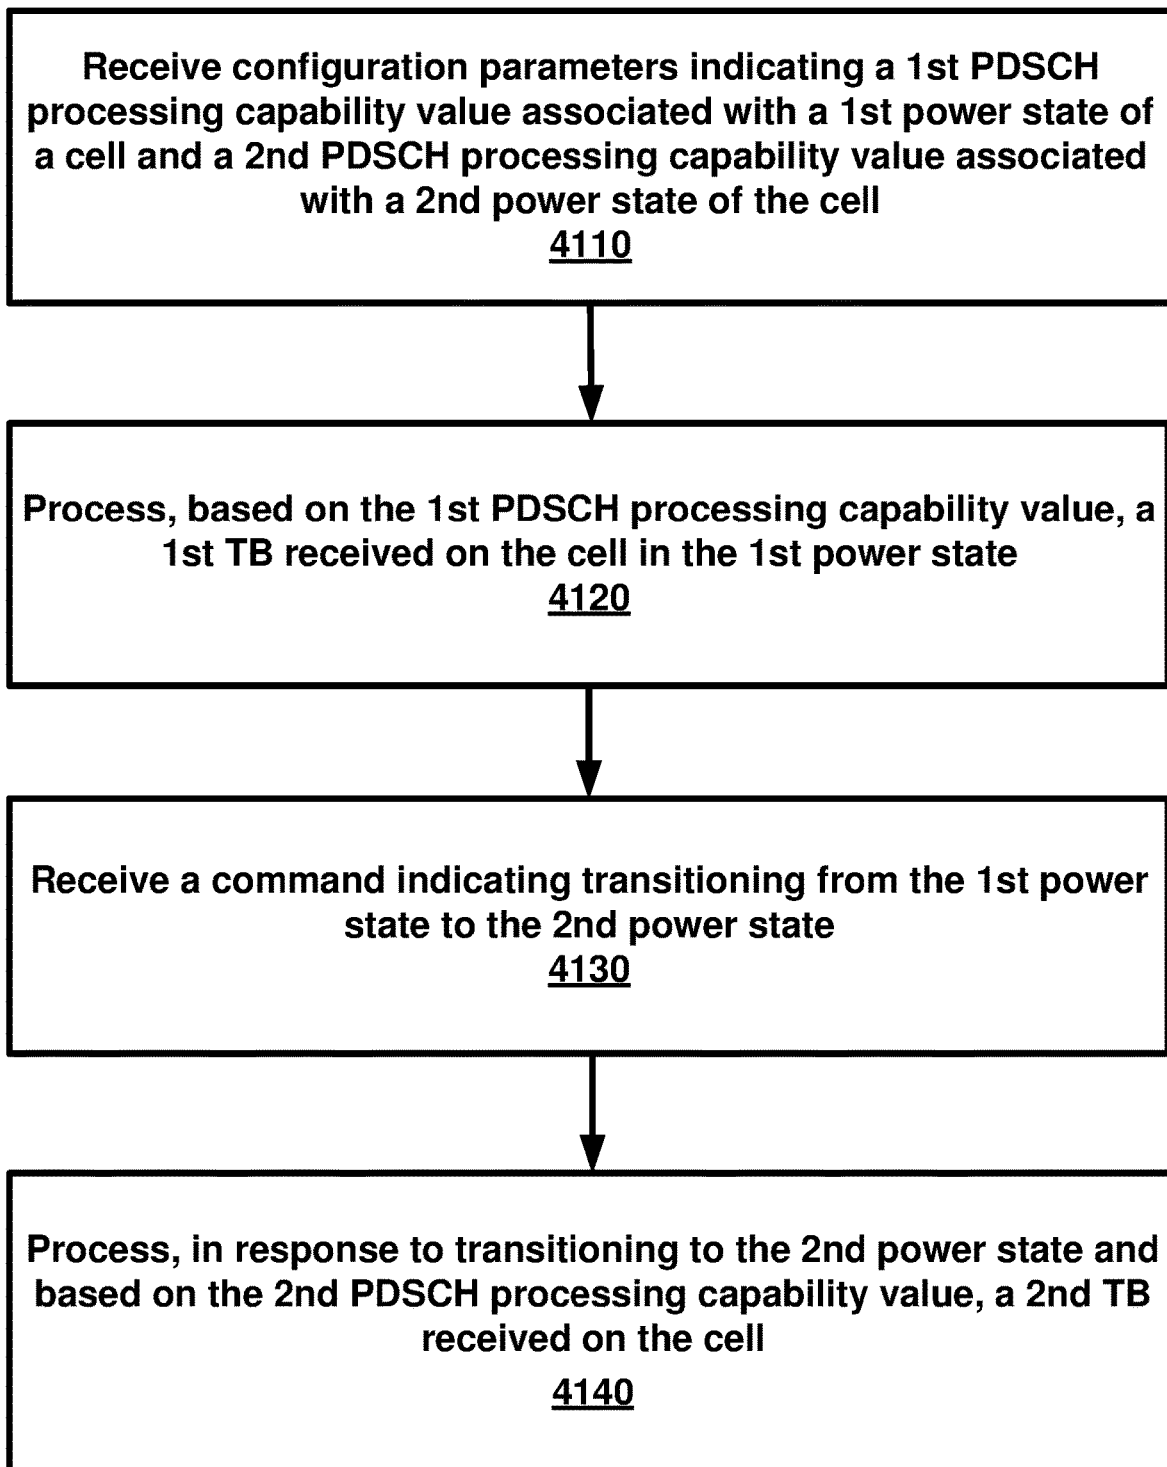 Receive configuration parameters indicating a 1st PDSCH
processing capability value associated with a 1st power state of
a cell and a 2nd PDSCH processing capability value associated
with a 2nd power state of the cell
4110
Process, based on the 1st PDSCH processing capability value, a
1st TB received on the cell in the 1st power state
4120
Receive a command indicating transitioning from the 1st power
state to the 2nd power state
4130
Process, in response to transitioning to the 2nd power state and
based on the 2nd PDSCH processing capability value, a 2nd TB
received on the cell
4140